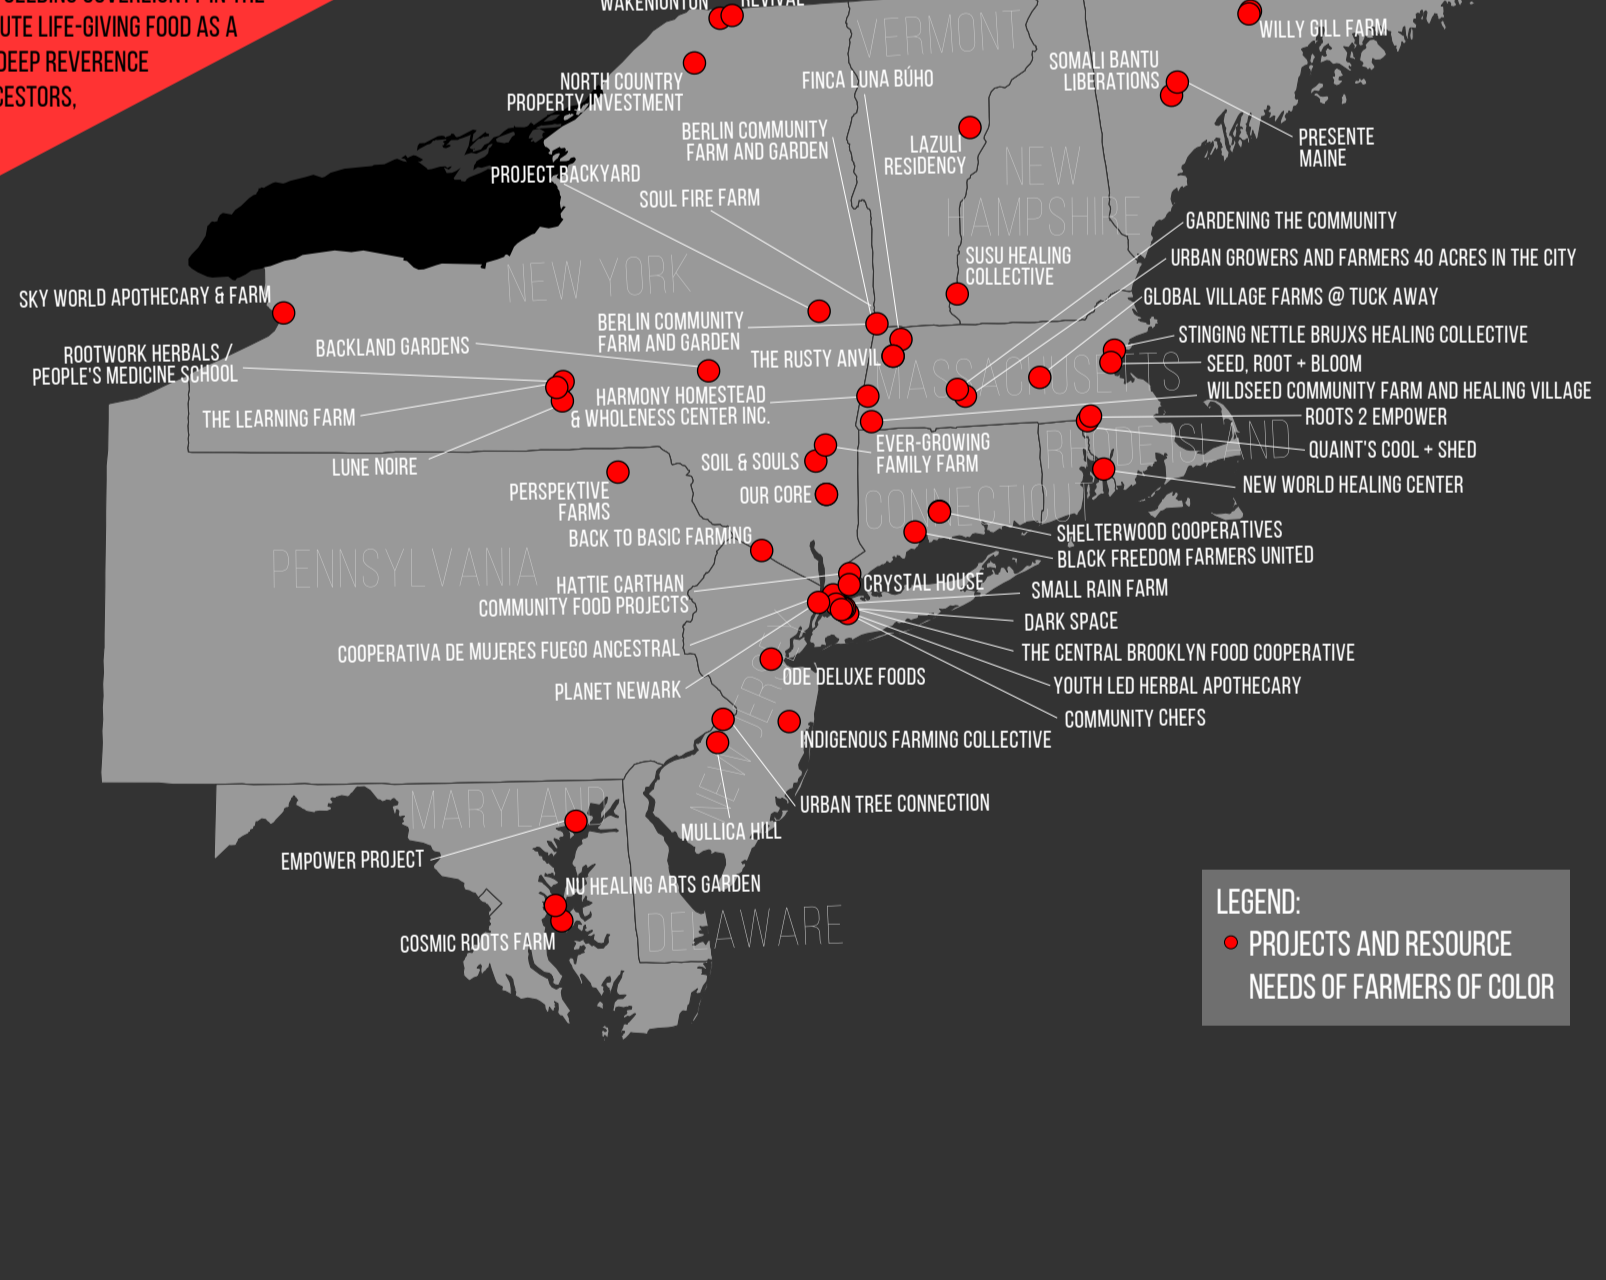 UTE LIFE-GIVING FOOD AS A
DEEP REVERENCE
CESTORS,
REVIVAL
WILLY GILL FARM
VERMONT
SOMALI BANTU
LIBERATIONS
NORTH COUNTRY
PROPERTY INVESTMENT
FINCA LUNA BÚHO
BERLIN COMMUNITY
FARM AND GARDEN
LAZULI
RESIDENCY
PRESENTE
MAINE
NEW
HAMPSHIRE
PROJECT BACKYARD
SOUL FIRE FARM
GARDENING THE COMMUNITY
SUSU HEALING
COLLECTIVE
URBAN GROWERS AND FARMERS 40 ACRES IN THE CITY
NEW YORK
SKY WORLD APOTHECARY & FARM
GLOBAL VILLAGE FARMS @ TUCK AWAY
BERLIN COMMUNITY
FARM AND GARDEN
STINGING NETTLE BRUJXS HEALING COLLECTIVE
ROOTWORK HERBALS /
PEOPLE'S MEDICINE SCHOOL
BACKLAND GARDENS
THE RUSTY ANVIL
MASSACHUSETTS
SEED, ROOT + BLOOM
HARMONY HOMESTEAD
& WHOLENESS CENTER INC.
WILDSEED COMMUNITY FARM AND HEALING VILLAGE
THE LEARNING FARM
ROOTS 2 EMPOWER
EVER-GROWING
FAMILY FARM
RHODE ISLAND
QUAINT'S COOL + SHED
LUNE NOIRE
SOIL & SOULS
NEW WORLD HEALING CENTER
PERSPEKTIVE
FARMS
OUR CORE
CONNECTICUT
BACK TO BASIC FARMING
SHELTERWOOD COOPERATIVES
BLACK FREEDOM FARMERS UNITED
PENNSYLVANIA
HATTIE CARTHAN
COMMUNITY FOOD PROJECTS
CRYSTAL HOUSE
SMALL RAIN FARM
DARK SPACE
COOPERATIVA DE MUJERES FUEGO ANCESTRAL
THE CENTRAL BROOKLYN FOOD COOPERATIVE
PLANET NEWARK
ODE DELUXE FOODS
YOUTH LED HERBAL APOTHECARY
COMMUNITY CHEFS
NEW JERSEY
INDIGENOUS FARMING COLLECTIVE
URBAN TREE CONNECTION
MULLICA HILL
MARYLAND
EMPOWER PROJECT
NU HEALING ARTS GARDEN
COSMIC ROOTS FARM
DELAWARE
LEGEND:
PROJECTS AND RESOURCE
NEEDS OF FARMERS OF COLOR